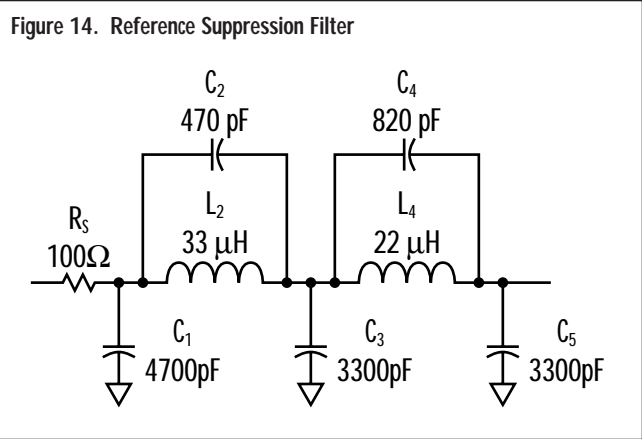 Figure 14. Reference Suppression Filter
C₂
470 pF
C₄
820 pF
L₂
33 µH
L₄
22 µH
Rₛ
100Ω
C₁
4700pF
C₃
3300pF
C₅
3300pF